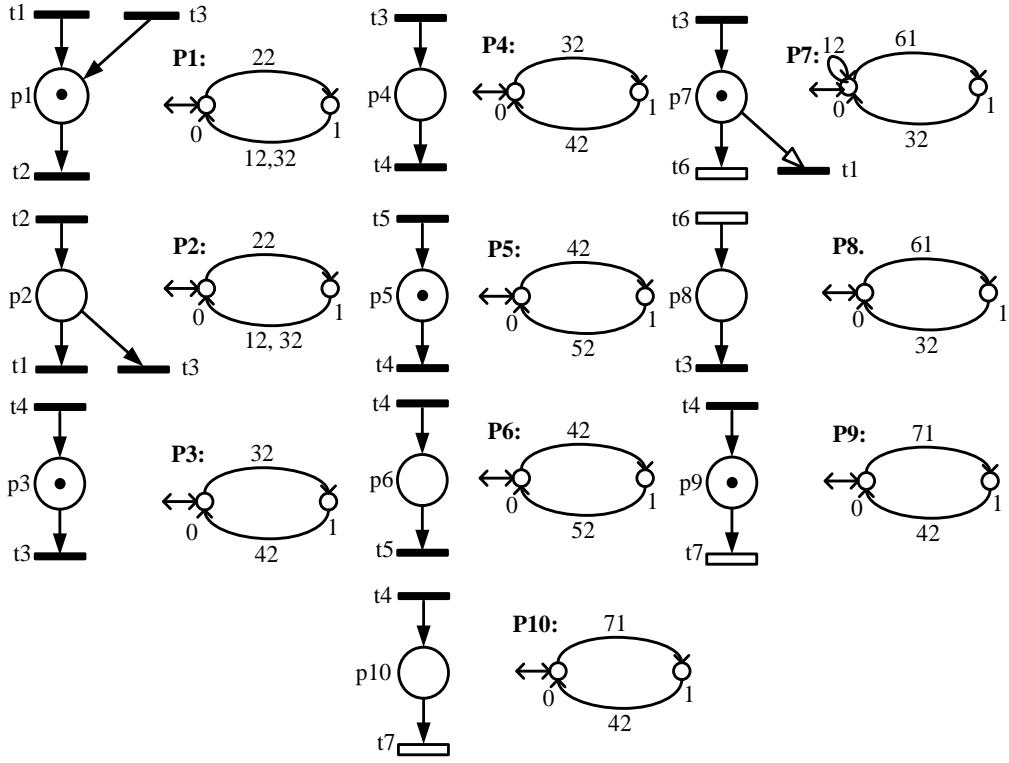 t1 t3
P1: 22
p1
0 1
12,32
t2
t3
P4: 32
p4
0 1
42
t4
t3
P7: 12 61
p7
0 1
32
t6 t1
t2
P2: 22
p2
0 1
12, 32
t1 t3
t5
P5: 42
p5
0 1
52
t4
t6
P8. 61
p8
0 1
32
t3
t4
P3: 32
p3
0 1
42
t3
t4
P6: 42
p6
0 1
52
t5
t4
P9: 71
p9
0 1
42
t7
t4
P10: 71
p10
0 1
42
t7